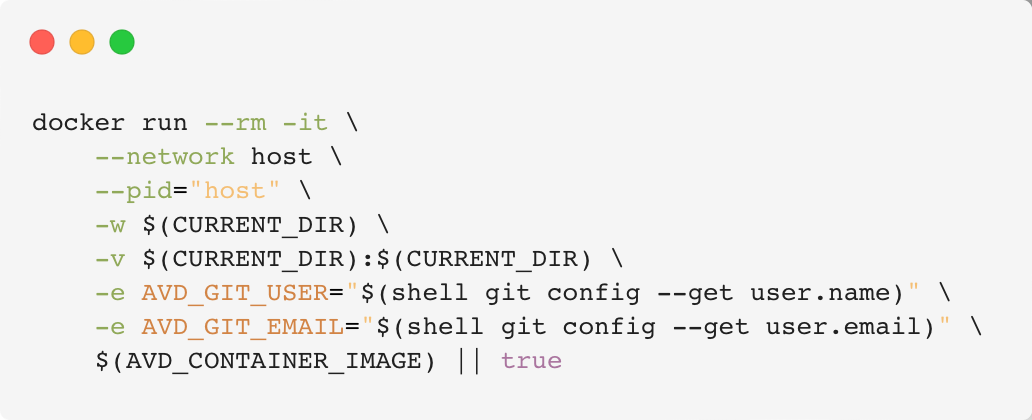 docker run --rm -it \
    --network host \
    --pid="host" \
    -w $(CURRENT_DIR) \
    -v $(CURRENT_DIR):$(CURRENT_DIR) \
    -e AVD_GIT_USER="$(shell git config --get user.name)" \
    -e AVD_GIT_EMAIL="$(shell git config --get user.email)" \
    $(AVD_CONTAINER_IMAGE) || true